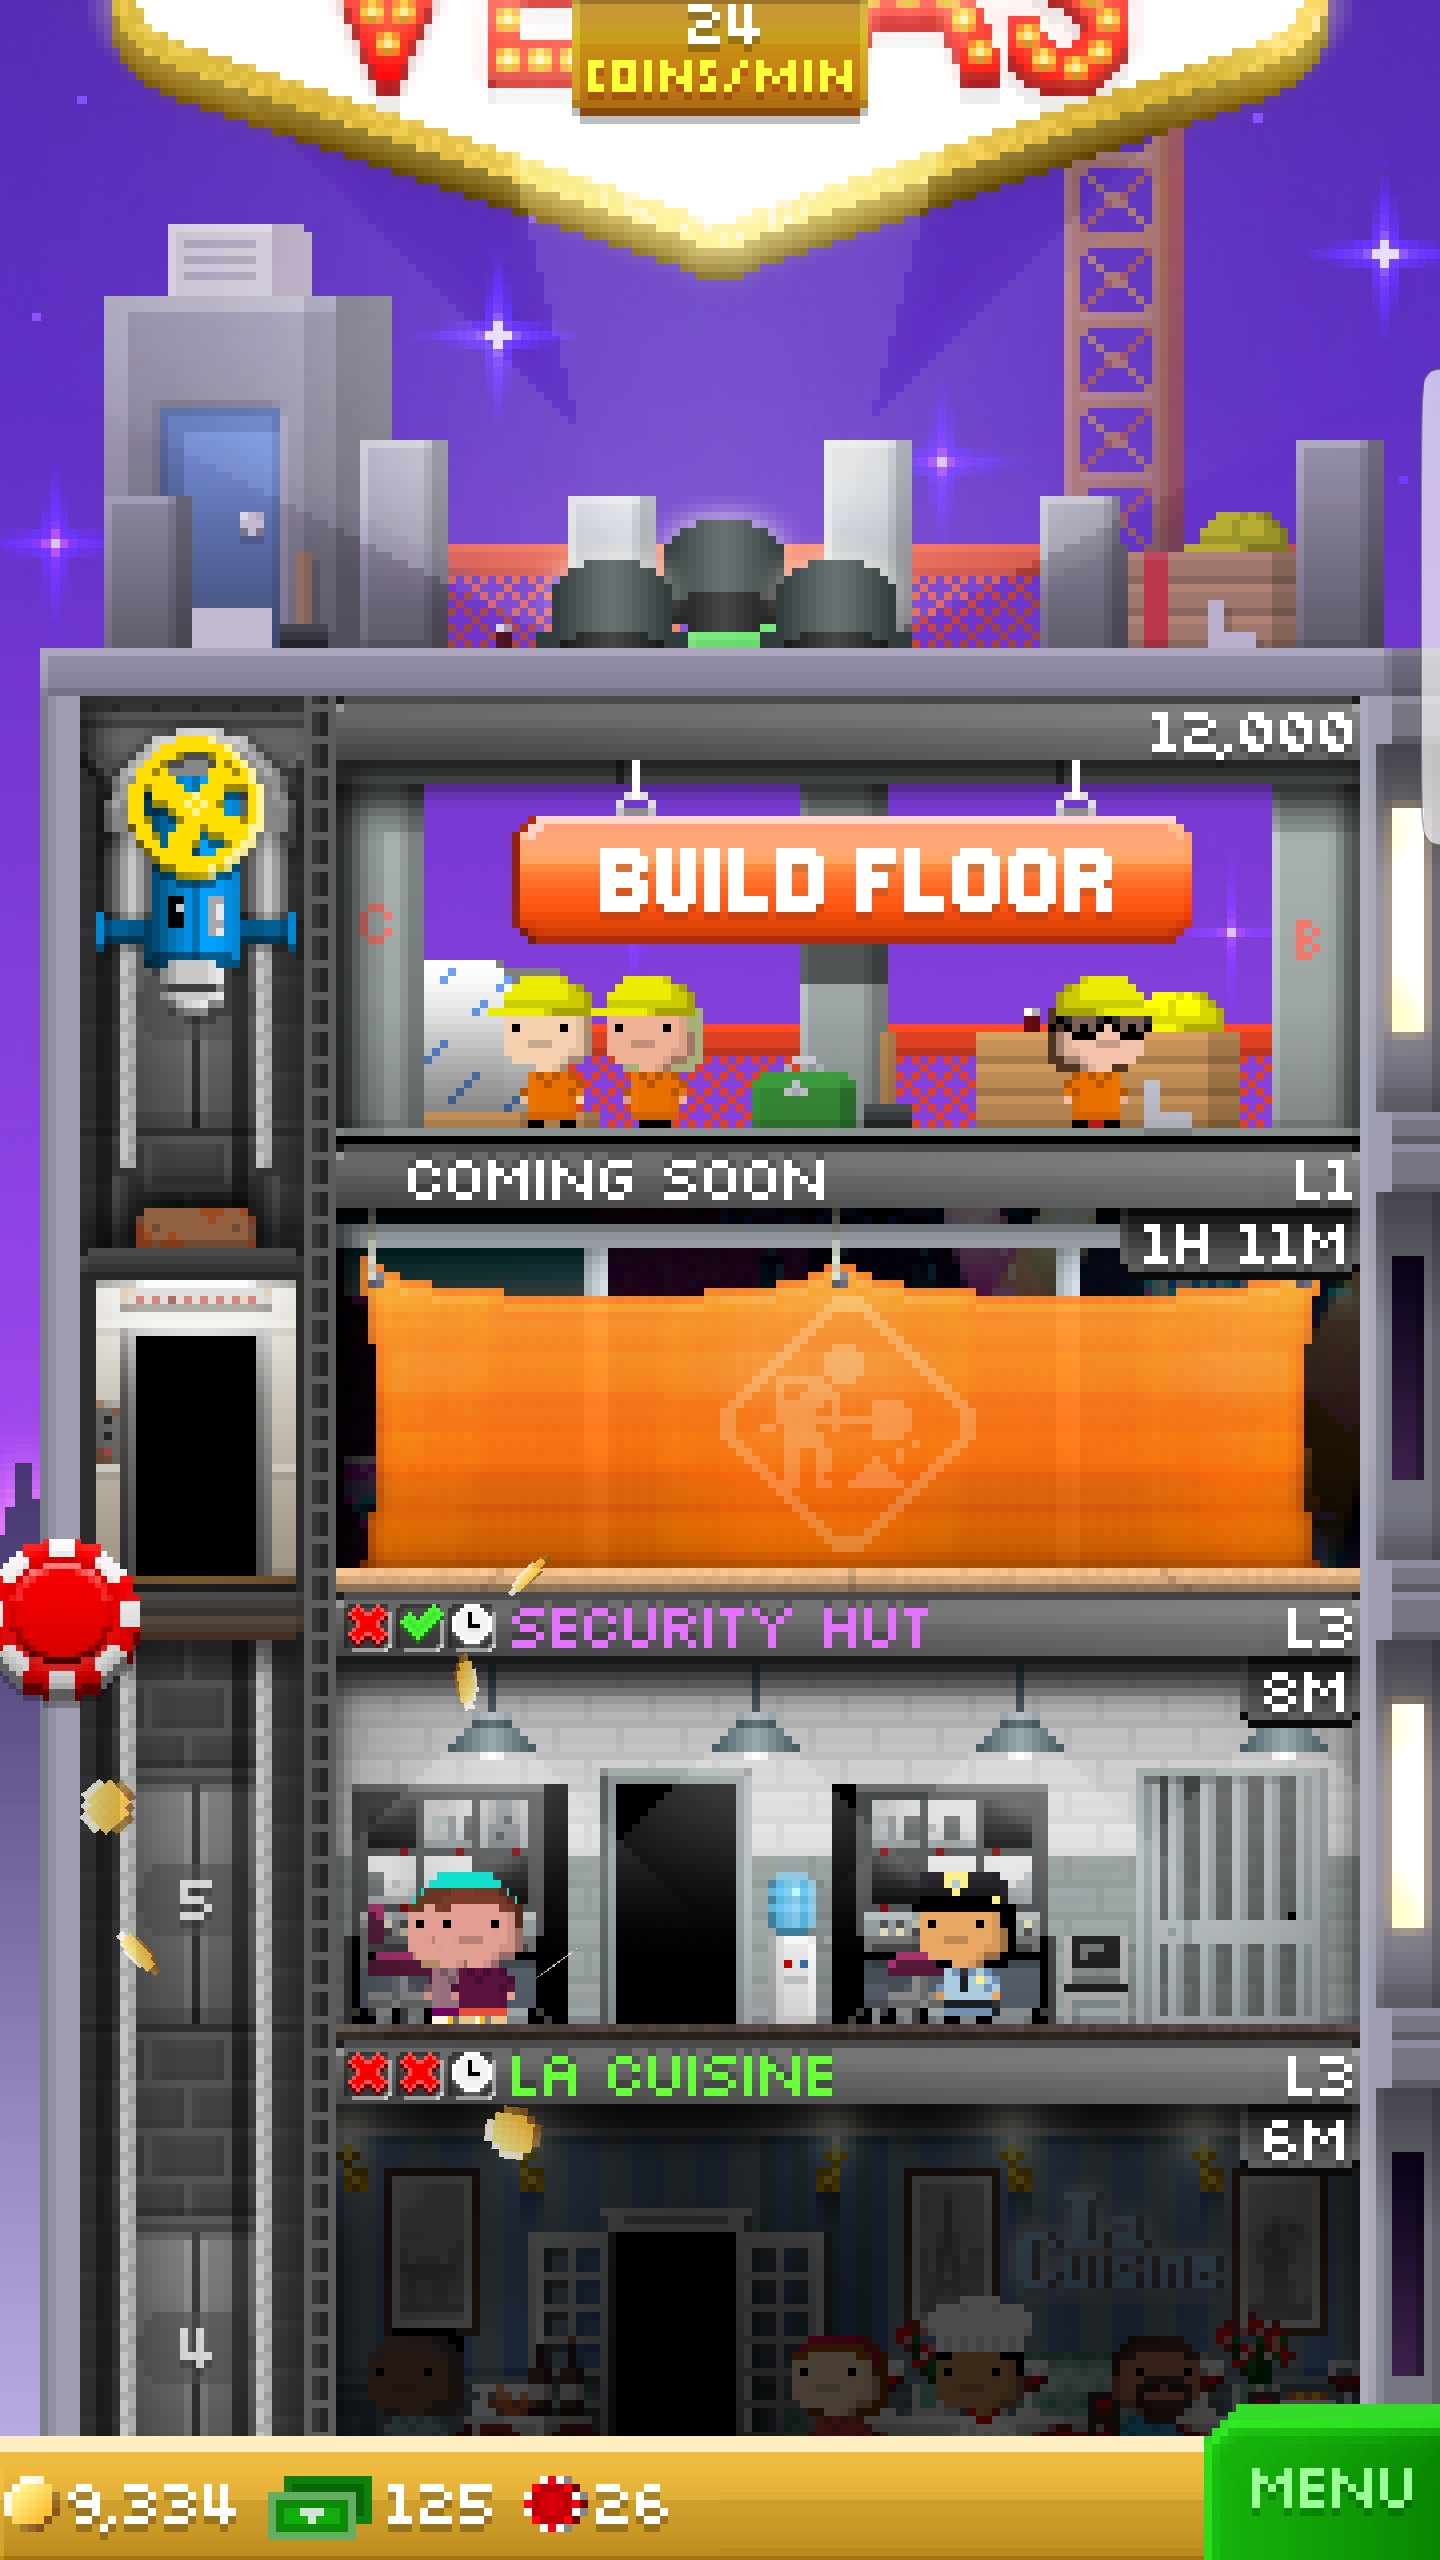 VEGAS
24
COINS/MIN
12,000
BUILD FLOOR
C
B
COMING SOON
L1
1H 11M
SECURITY HUT
L3
8M
5
LA CUISINE
L3
6M
La
Cuisine
4
9,334
125
26
MENU